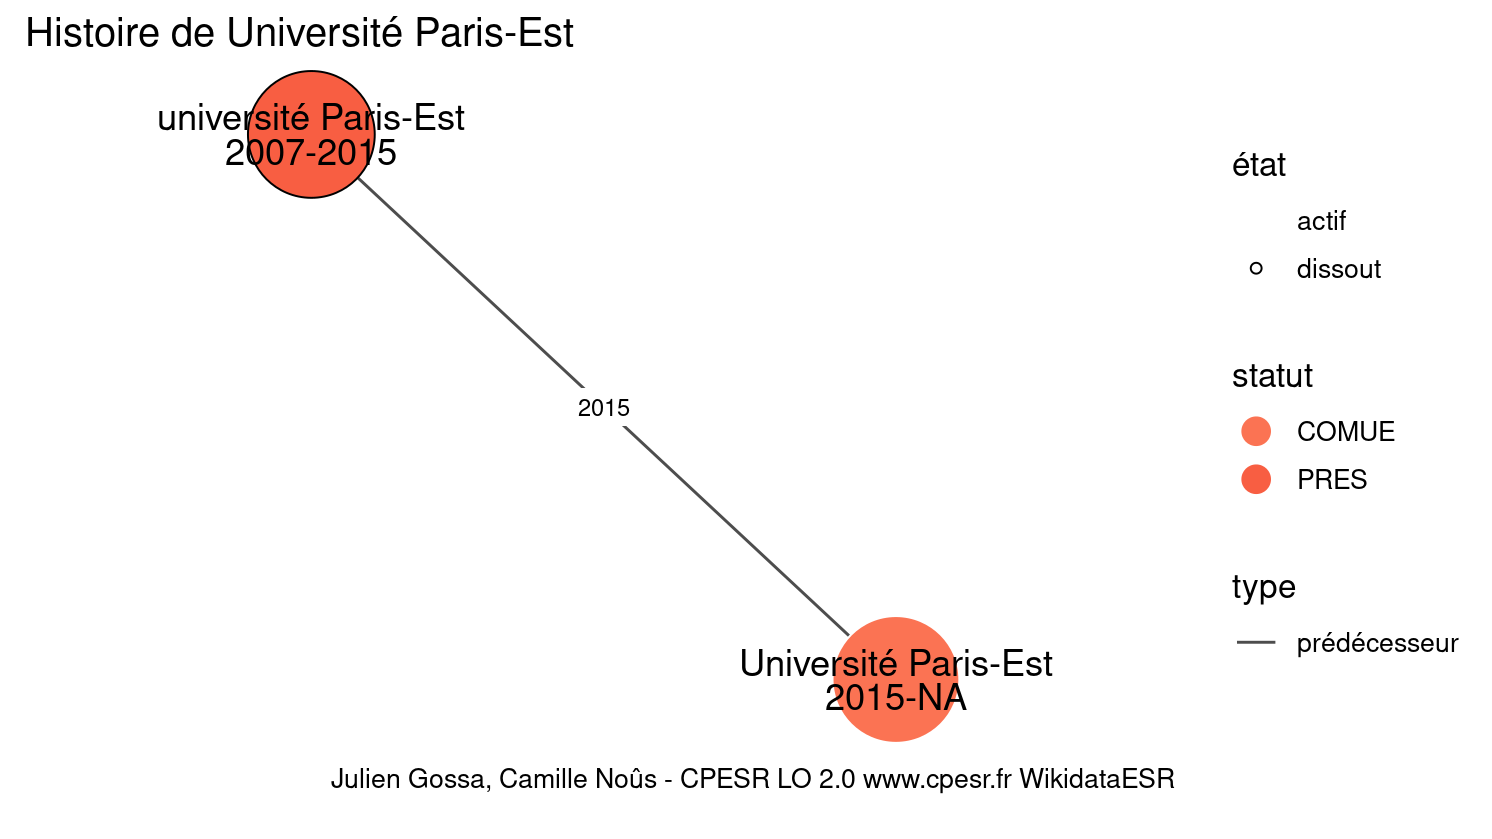 Histoire de Université Paris-Est
université Paris-Est
2007-2015
2015
Université Paris-Est
2015-NA
état
actif
dissout
statut
COMUE
PRES
type
prédécesseur
Julien Gossa, Camille Noûs - CPESR LO 2.0 www.cpesr.fr WikidataESR